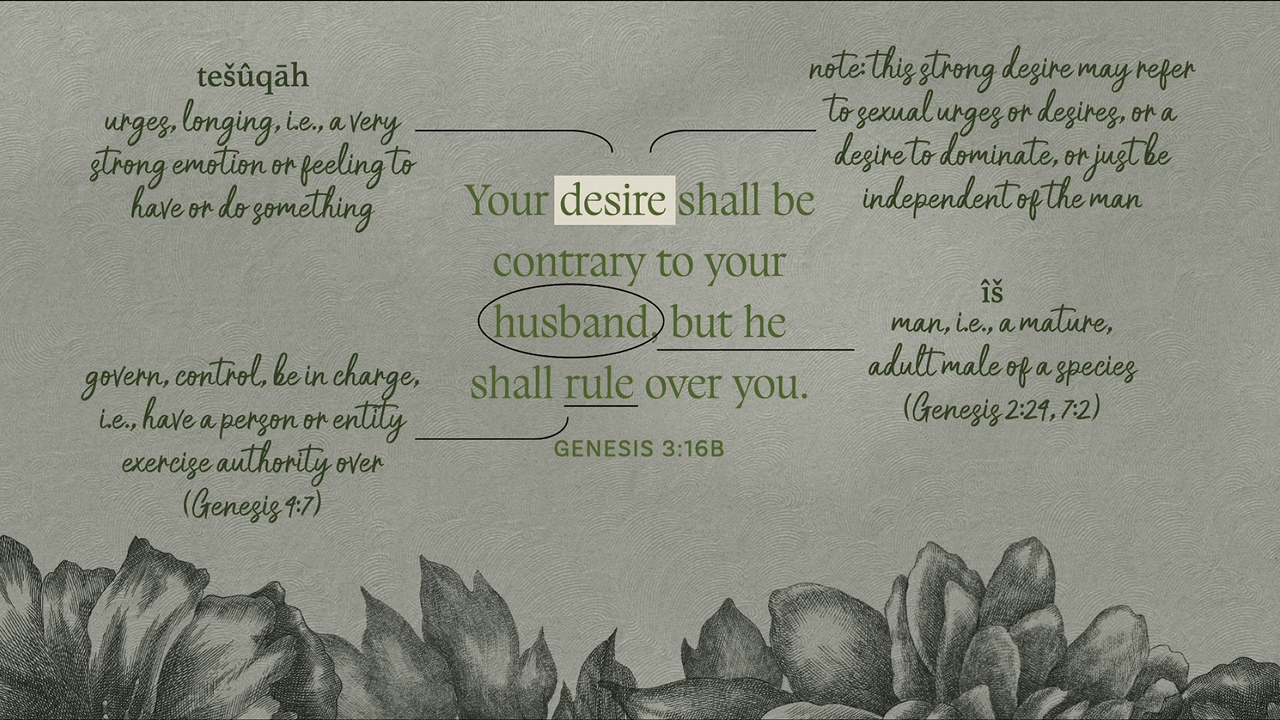 tešûqāh
urges, longing, i.e., a very
strong emotion or feeling to
have or do something
note: this strong desire may refer
to sexual urges or desires, or a
desire to dominate, or just be
independent of the man
Your desire shall be
contrary to your
husband, but he
shall rule over you.
GENESIS 3:16B
îš
man, i.e., a mature,
adult male of a species
(Genesis 2:24, 7:2)
govern, control, be in charge,
i.e., have a person or entity
exercise authority over
(Genesis 4:7)